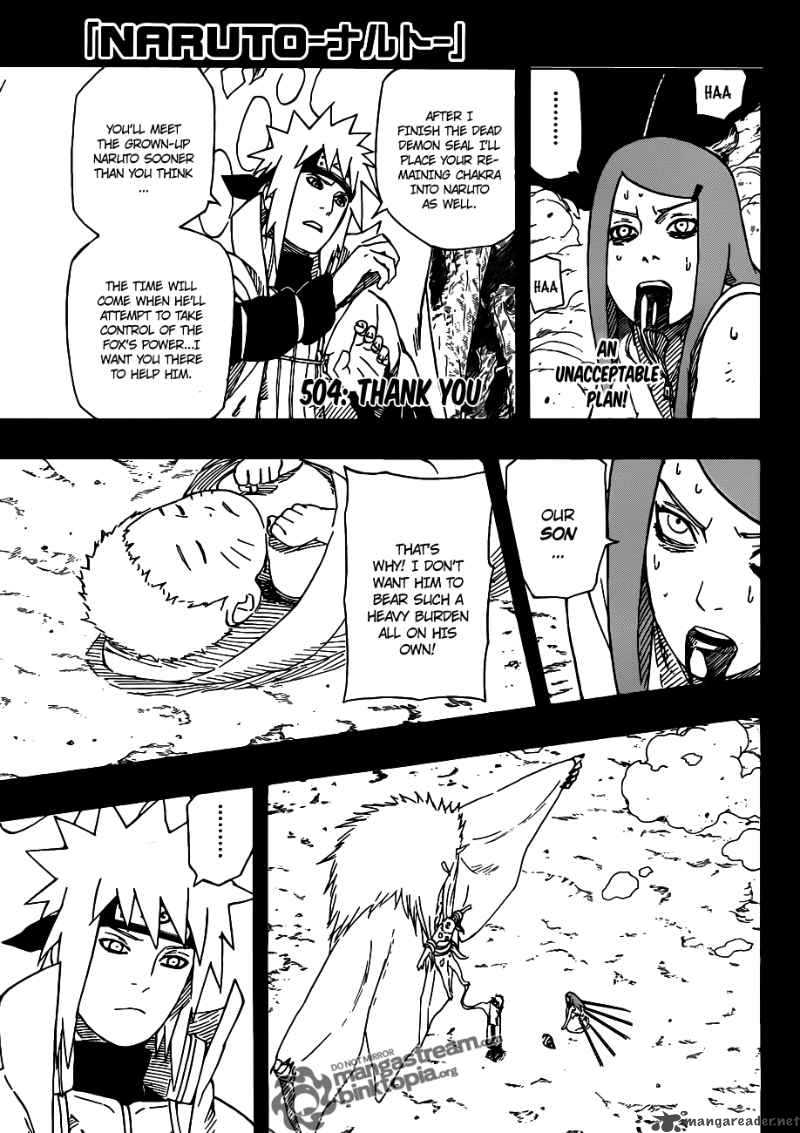 『NARUTO-ナルト-』
HAA
.........
HAA
AN
UNACCEPTABLE
PLAN!
AFTER I
FINISH THE DEAD
DEMON SEAL I'LL
PLACE YOUR RE-
MAINING CHAKRA
INTO NARUTO
AS WELL.
YOU'LL MEET
THE GROWN-UP
NARUTO SOONER
THAN YOU THINK
...
THE TIME WILL
COME WHEN HE'LL
ATTEMPT TO TAKE
CONTROL OF THE
FOX'S POWER...I
WANT YOU THERE
TO HELP HIM.
504: THANK YOU
OUR
SON
...
THAT'S
WHY! I DON'T
WANT HIM TO
BEAR SUCH A
HEAVY BURDEN
ALL ON HIS
OWN!
.........
DO NOT MIRROR
mangastream.com
binktopia.org
mangareader.net